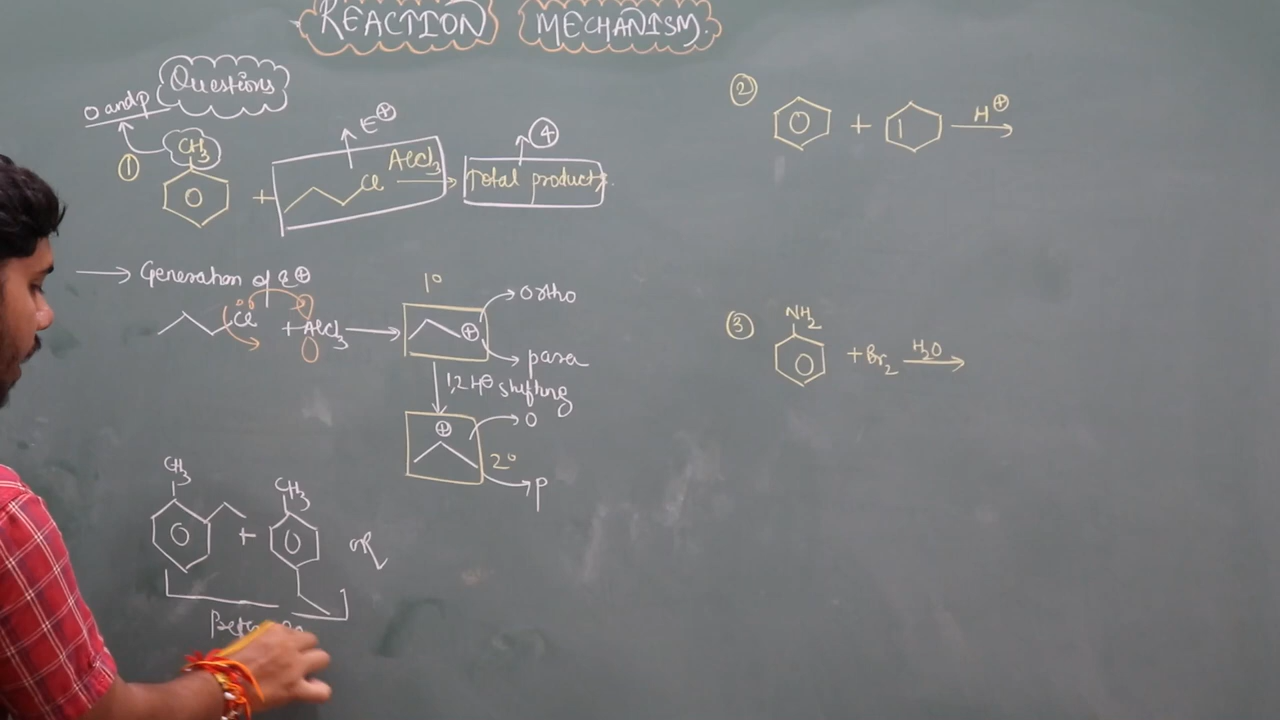 REACTION MECHANISM.
Questions
O and p
① CH3 + Cl AlCl3 Total products.
E⊕
④
→ Generation of E⊕
Cl + AlCl3
1°
⊕
ortho
para
1,2 H⊖ shifting
⊕
2°
O
p
CH3 + CH3 OR
② + H⊕
③ NH2 + Br2 H2O